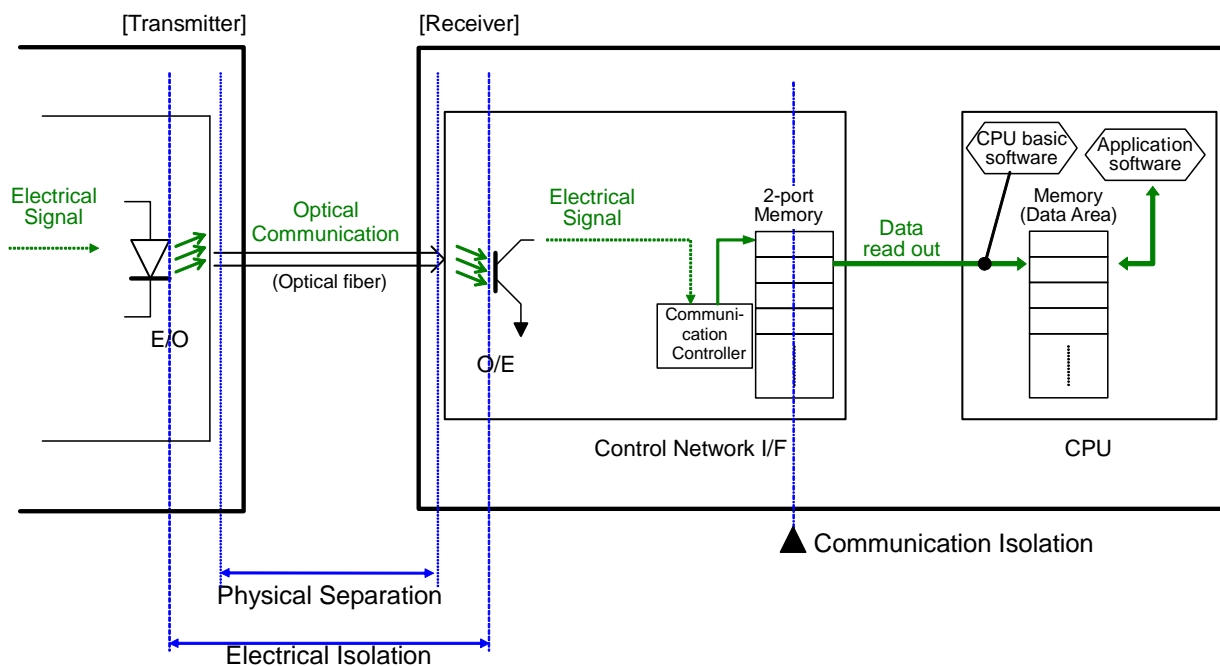 [Transmitter]
[Receiver]
Electrical
Signal
E/O
Optical
Communication
(Optical fiber)
O/E
Electrical
Signal
Communi-
cation
Controller
2-port
Memory
Control Network I/F
Data
read out
CPU basic
software
Application
software
Memory
(Data Area)
CPU
Communication Isolation
Physical Separation
Electrical Isolation